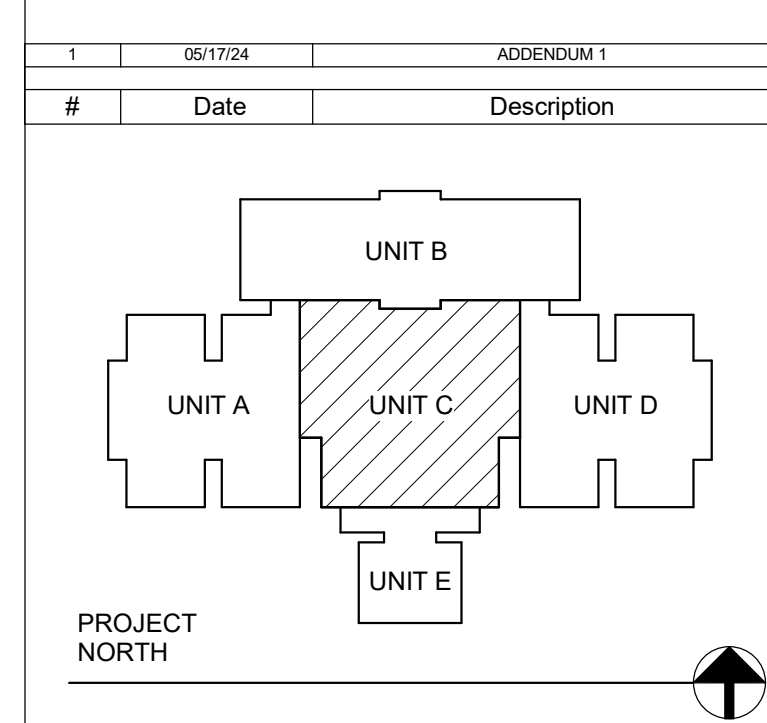 1 05/17/24 ADDENDUM 1
# Date Description
UNIT B
UNIT A UNIT C UNIT D
UNIT E
PROJECT
NORTH